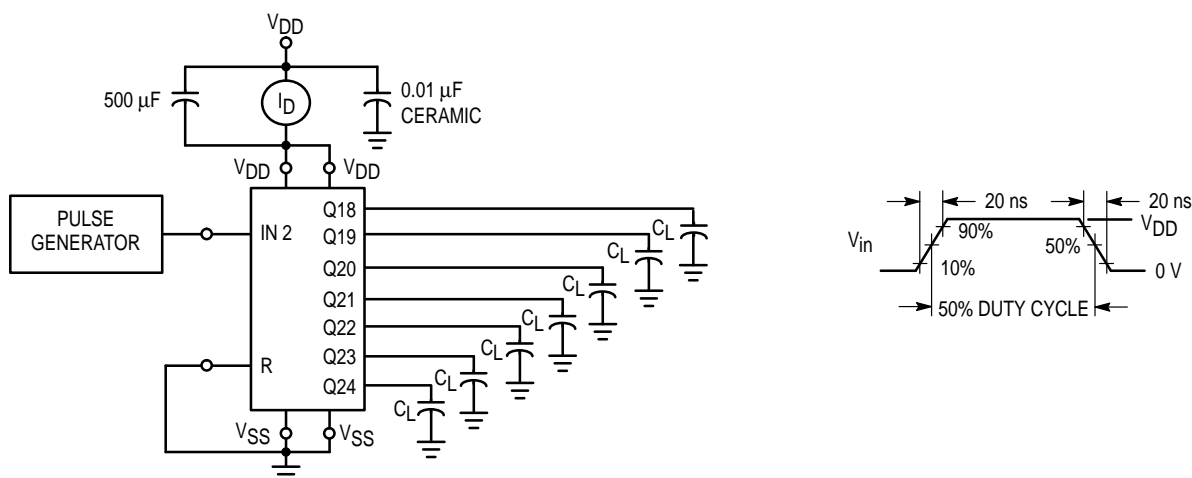 VDD
500 μF
ID
0.01 μF
CERAMIC
VDD
VDD
PULSE
GENERATOR
IN 2
R
Q18
Q19
Q20
Q21
Q22
Q23
Q24
CL
CL
CL
CL
CL
CL
CL
VSS
VSS
20 ns
20 ns
Vin
90%
10%
50%
VDD
0 V
50% DUTY CYCLE